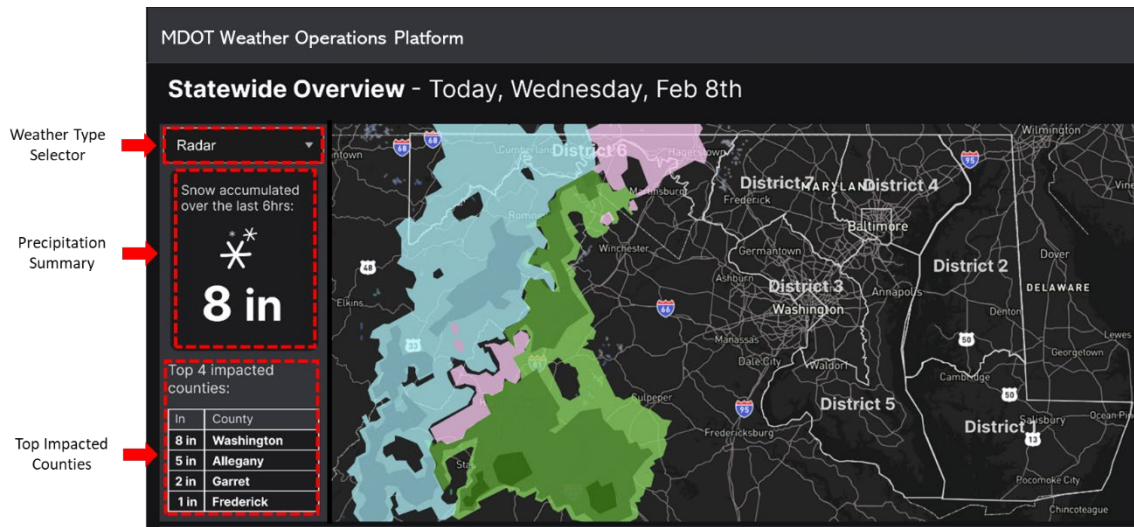 MDOT Weather Operations Platform
Statewide Overview - Today, Wednesday, Feb 8th
Weather Type
Selector
Radar
Precipitation
Summary
Snow accumulated
over the last 6hrs:
8 in
Top Impacted
Counties
Top 4 impacted
counties:
In County
8 in Washington
5 in Allegany
2 in Garret
1 in Frederick
68
68
Cumberland
District 6
Hagerstown
Martinsburg
Romney
Winchester
48
Elkins
33
81
66
Culpeper
Fredericksburg
95
District 7
MARYLAND
District 4
Frederick
Baltimore
Germantown
Ashburn
District 3
Washington
Annapolis
Manassas
Dale City
Waldorf
District 5
Wilmington
95
District 2
Dover
DELAWARE
Denton
Lewes
50
Georgetown
Cambridge
50
Salisbury
Ocean Pin
District 1
13
Pocomoke City
Chincoteague